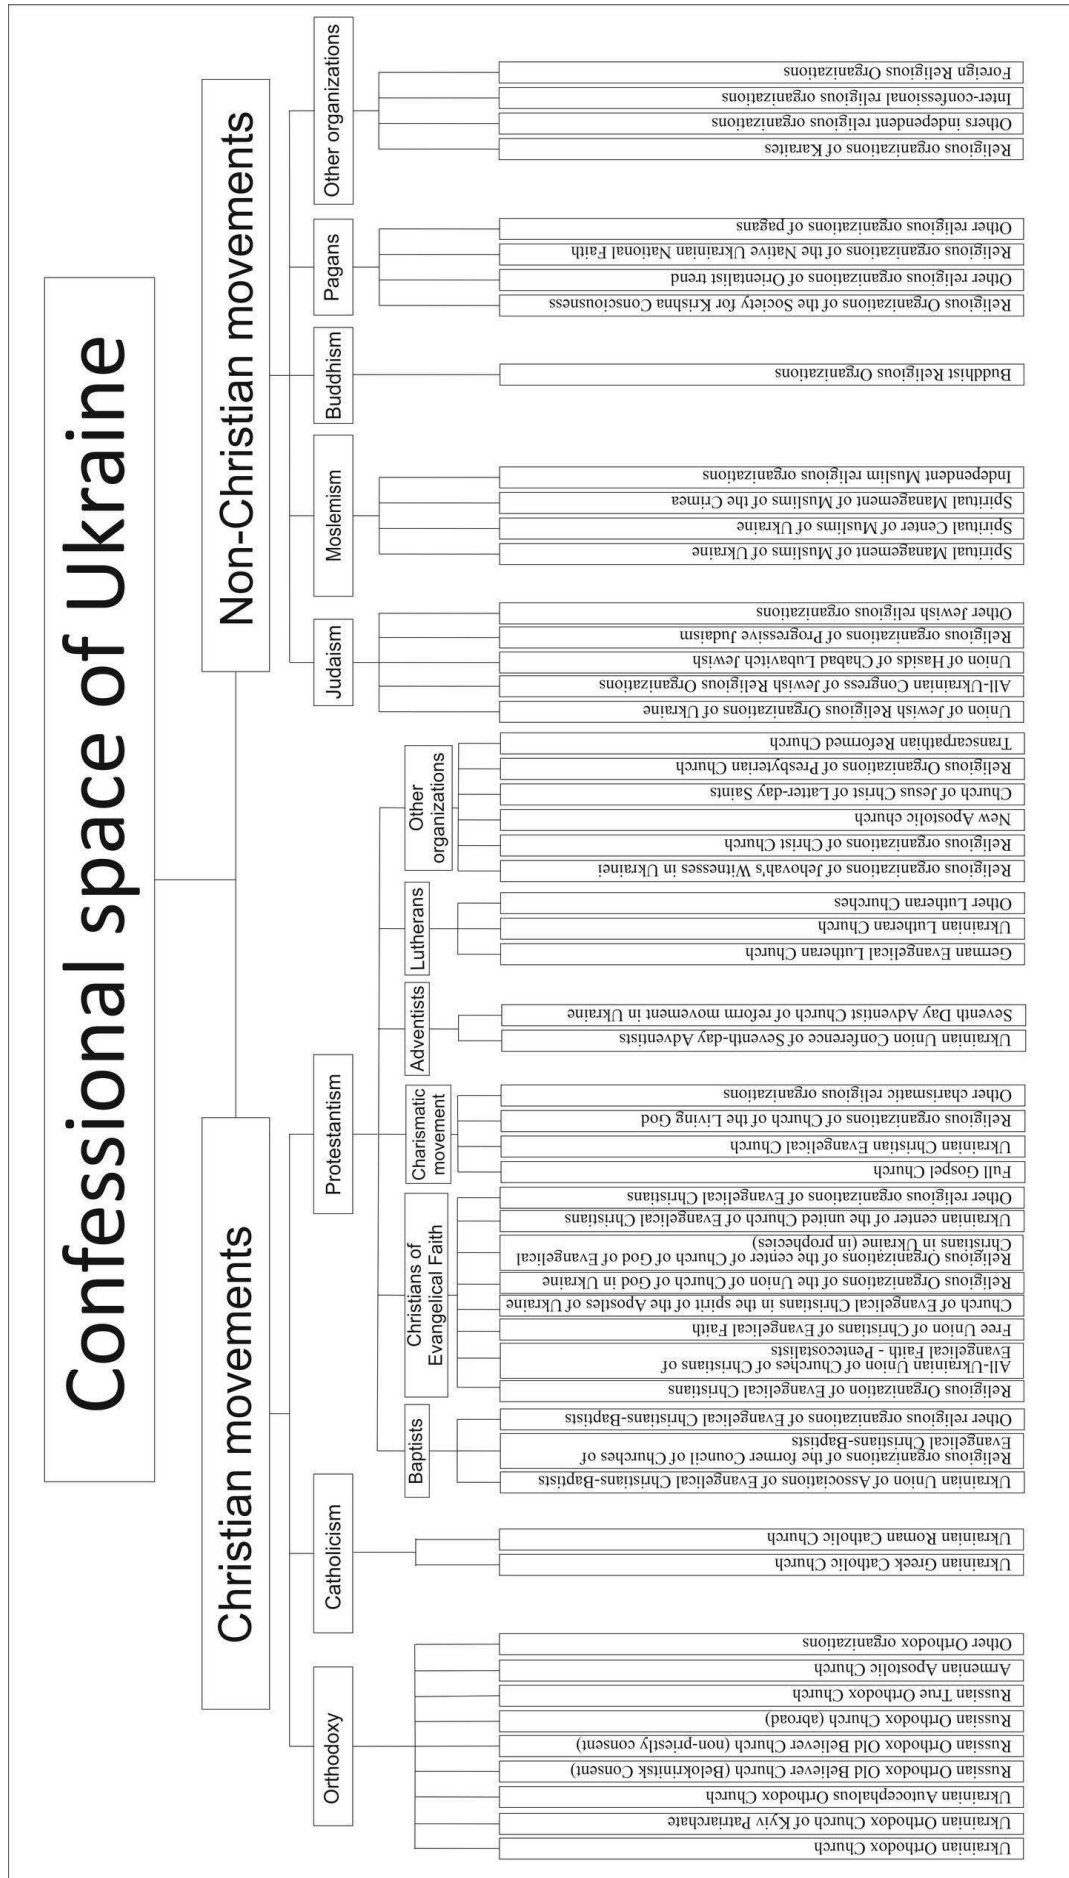 Confessional space of Ukraine
Christian movements
Non-Christian movements
Orthodoxy
Catholicism
Protestantism
Judaism
Moslemism
Buddhism
Pagans
Other organizations
Baptists
Christians of
Evangelical Faith
Charismatic
movement
Adventists
Lutherans
Other
organizations
Ukrainian Orthodox Church
Ukrainian Orthodox Church of Kyiv Patriarchate
Ukrainian Autocephalous Orthodox Church
Russian Orthodox Old Believer Church (Belokrinitsk Consent)
Russian Orthodox Old Believer Church (non-priestly consent)
Russian Orthodox Church (abroad)
Russian True Orthodox Church
Armenian Apostolic Church
Other Orthodox organizations
Ukrainian Greek Catholic Church
Ukrainian Roman Catholic Church
Ukrainian Union of Associations of Evangelical Christians-Baptists
Religious organizations of the former Council of Churches of
Evangelical Christians-Baptists
Other religious organizations of Evangelical Christians-Baptists
Religious Organization of Evangelical Christians
All-Ukrainian Union of Churches of Christians of
Evangelical Faith - Pentecostalists
Free Union of Christians of Evangelical Faith
Church of Evangelical Christians in the spirit of the Apostles of Ukraine
Religious Organizations of the Union of Church of God in Ukraine
Religious Organizations of the center of Church of God of Evangelical
Christians in Ukraine (in prophecies)
Ukrainian center of the united Church of Evangelical Christians
Other religious organizations of Evangelical Christians
Full Gospel Church
Ukrainian Christian Evangelical Church
Religious organizations of Church of the Living God
Other charismatic religious organizations
Ukrainian Union Conference of Seventh-day Adventists
Seventh Day Adventist Church of reform movement in Ukraine
German Evangelical Lutheran Church
Ukrainian Lutheran Church
Other Lutheran Churches
Religious organizations of Jehovah's Witnesses in Ukrainei
Religious organizations of Christ Church
New Apostolic church
Church of Jesus Christ of Latter-day Saints
Religious Organizations of Presbyterian Church
Transcarpathian Reformed Church
Union of Jewish Religious Organizations of Ukraine
All-Ukrainian Congress of Jewish Religious Organizations
Union of Hasids of Chabad Lubavitch Jewish
Religious organizations of Progressive Judaism
Other Jewish religious organizations
Spiritual Management of Muslims of Ukraine
Spiritual Center of Muslims of Ukraine
Spiritual Management of Muslims of the Crimea
Independent Muslim religious organizations
Buddhist Religious Organizations
Religious Organizations of the Society for Krishna Consciousness
Other religious organizations of Orientalist trend
Religious organizations of the Native Ukrainian National Faith
Other religious organizations of pagans
Religious organizations of Karaites
Others independent religious organizations
Inter-confessional religious organizations
Foreign Religious Organizations